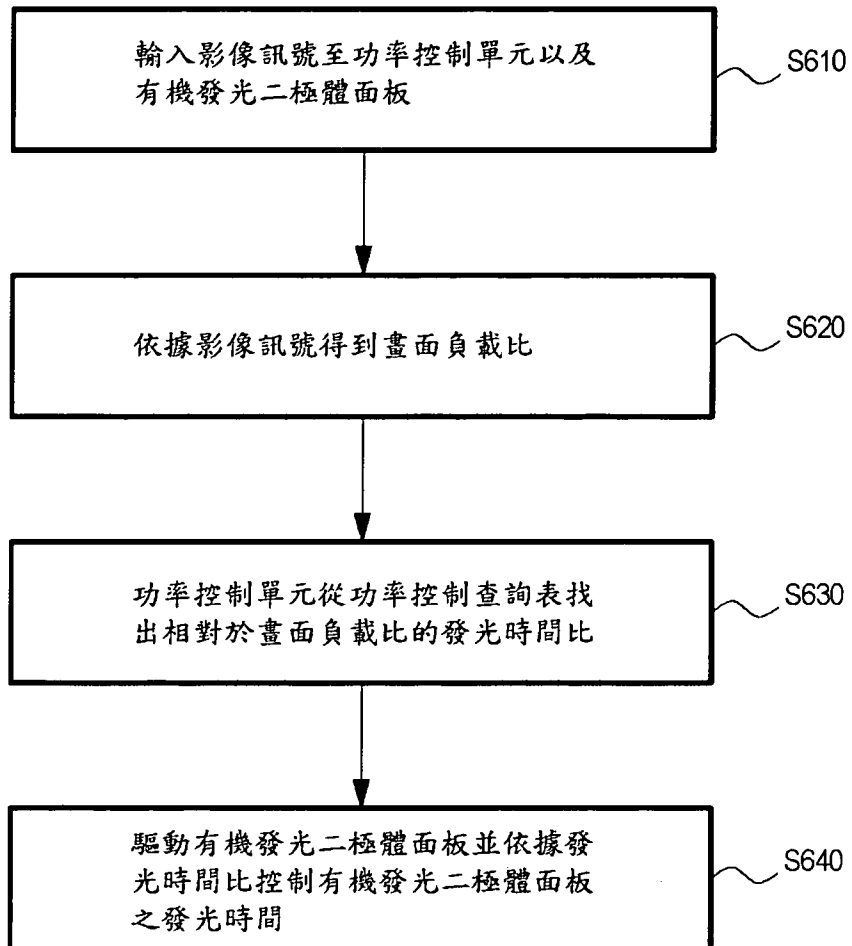 輸入影像訊號至功率控制單元以及
有機發光二極體面板
S610
依據影像訊號得到畫面負載比
S620
功率控制單元從功率控制查詢表找
出相對於畫面負載比的發光時間比
S630
驅動有機發光二極體面板並依據發
光時間比控制有機發光二極體面板
之發光時間
S640